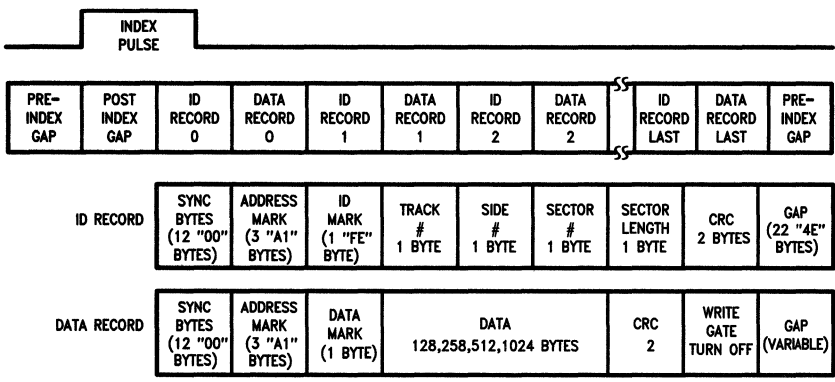 INDEX
PULSE
PRE-
INDEX
GAP
POST
INDEX
GAP
ID
RECORD
0
DATA
RECORD
0
ID
RECORD
1
DATA
RECORD
1
ID
RECORD
2
DATA
RECORD
2
ID
RECORD
LAST
DATA
RECORD
LAST
PRE-
INDEX
GAP
ID RECORD
SYNC
BYTES
(12 "00"
BYTES)
ADDRESS
MARK
(3 "A1"
BYTES)
ID
MARK
(1 "FE"
BYTE)
TRACK
#
1 BYTE
SIDE
#
1 BYTE
SECTOR
#
1 BYTE
SECTOR
LENGTH
1 BYTE
CRC
2 BYTES
GAP
(22 "4E"
BYTES)
DATA RECORD
SYNC
BYTES
(12 "00"
BYTES)
ADDRESS
MARK
(3 "A1"
BYTES)
DATA
MARK
(1 BYTE)
DATA
128,258,512,1024 BYTES
CRC
2
WRITE
GATE
TURN OFF
GAP
(VARIABLE)